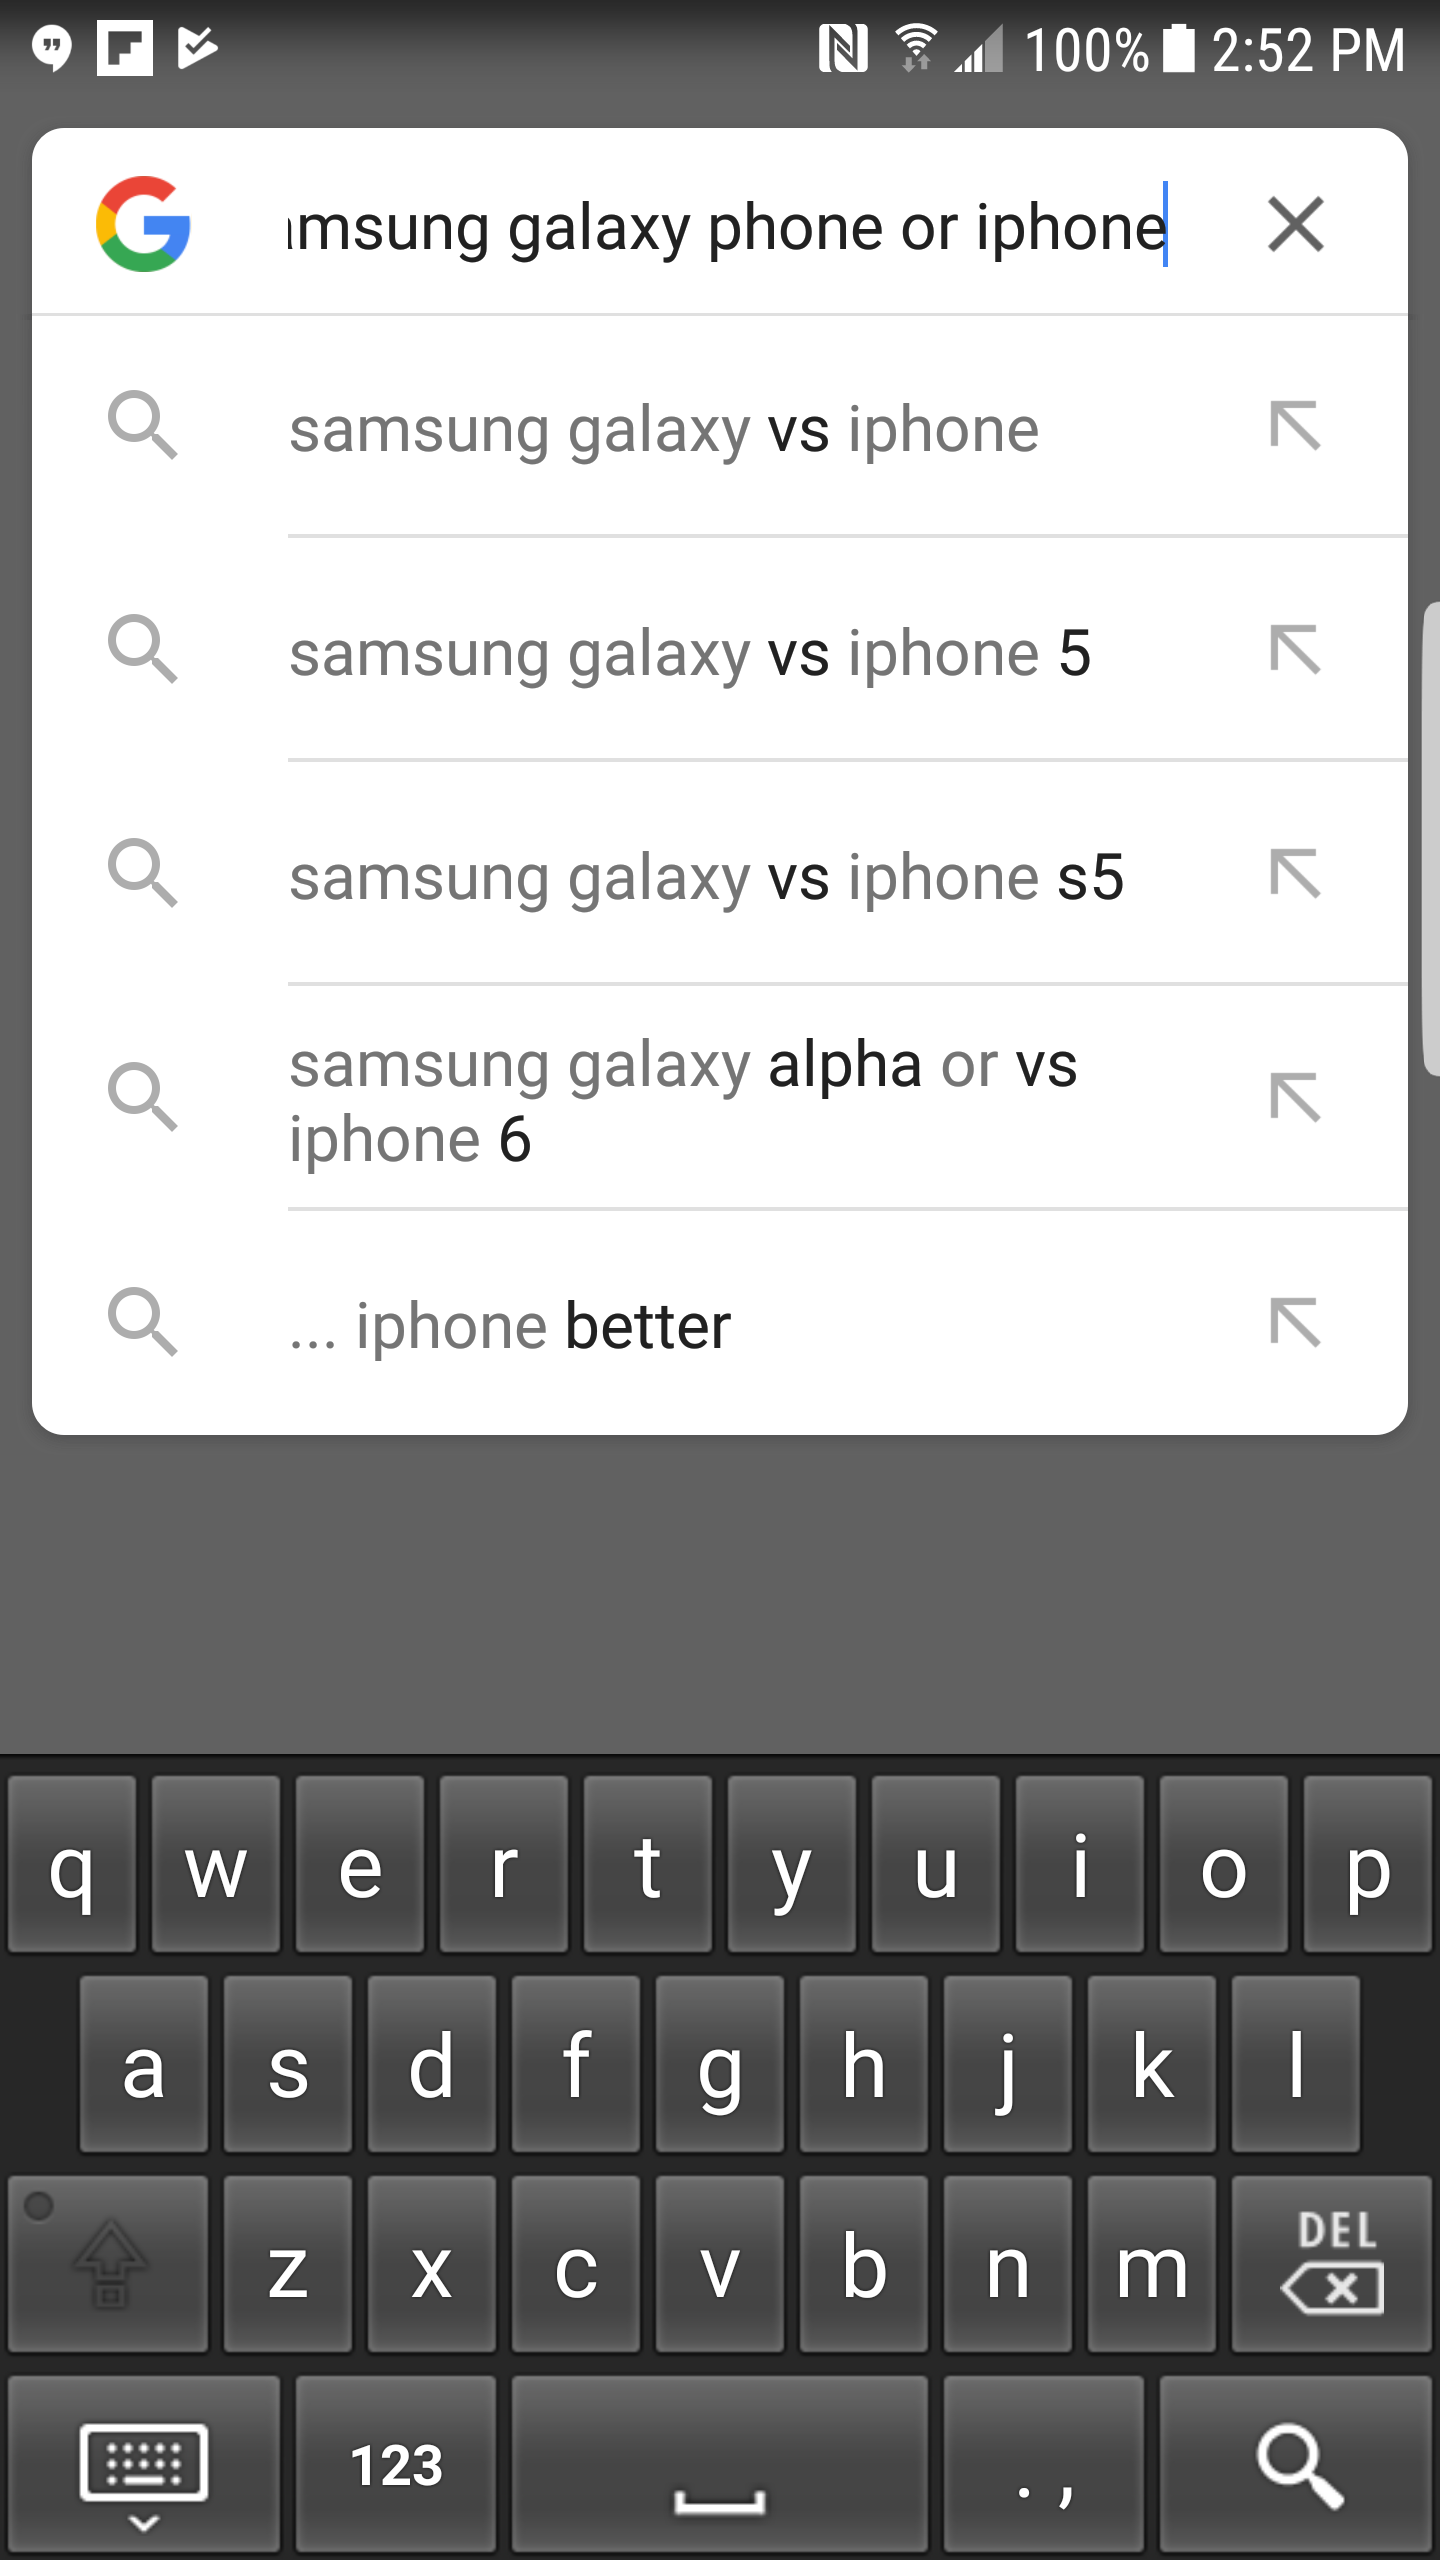 100% 2:52 PM
amsung galaxy phone or iphone
samsung galaxy vs iphone
samsung galaxy vs iphone 5
samsung galaxy vs iphone s5
samsung galaxy alpha or vs
iphone 6
... iphone better
q w e r t y u i o p
a s d f g h j k l
z x c v b n m DEL
123 . ,